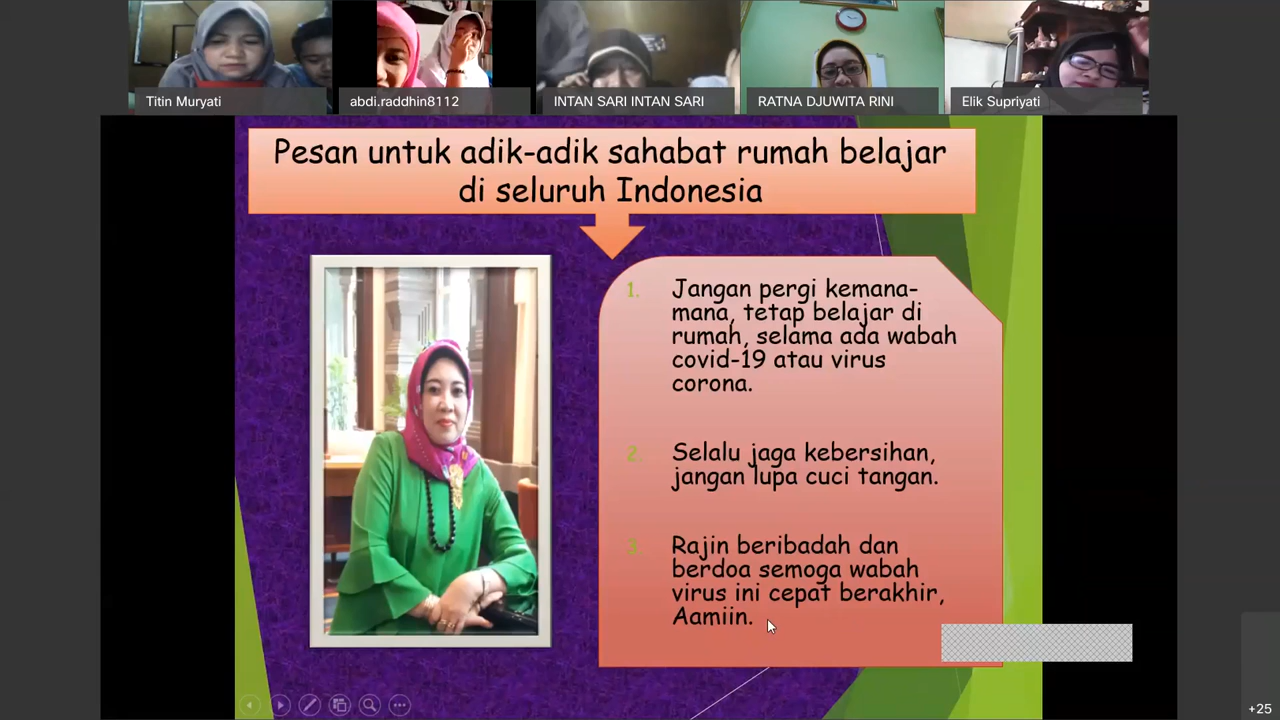 Titin Muryati
abdi.raddhin8112
INTAN SARI INTAN SARI
RATNA DJUWITA RINI
Elik Supriyati
Pesan untuk adik-adik sahabat rumah belajar
di seluruh Indonesia
1. Jangan pergi kemana-
mana, tetap belajar di
rumah, selama ada wabah
covid-19 atau virus
corona.
2. Selalu jaga kebersihan,
jangan lupa cuci tangan.
3. Rajin beribadah dan
berdoa semoga wabah
virus ini cepat berakhir,
Aamiin.
+25